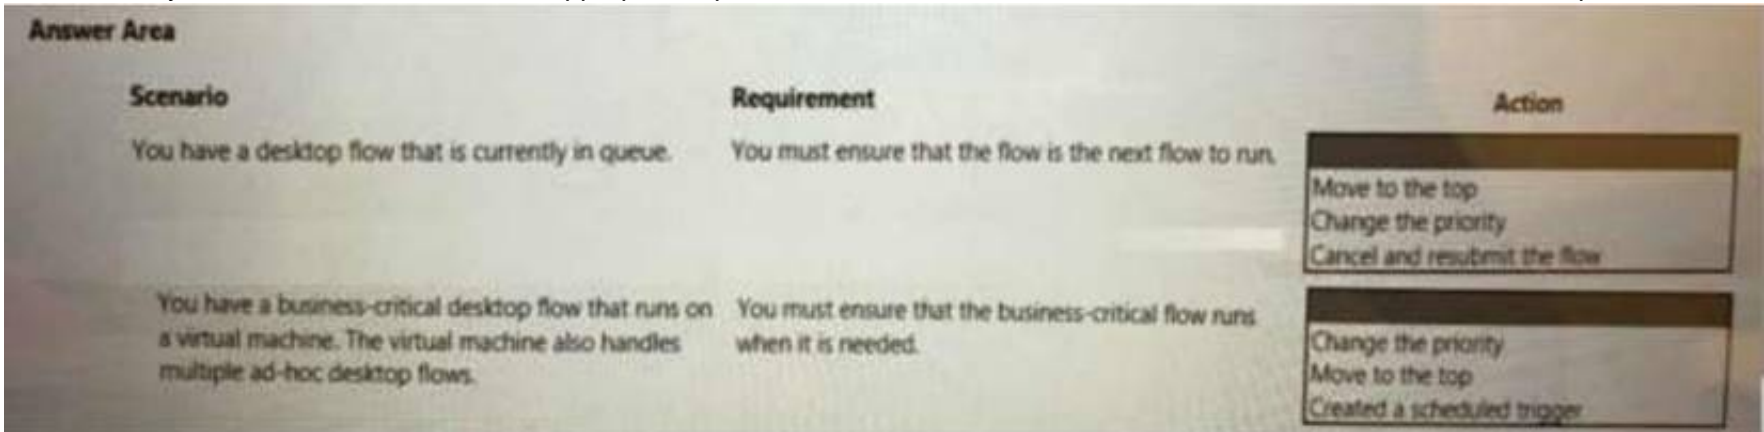 Answer Area
Scenario Requirement Action
You have a desktop flow that is currently in queue. You must ensure that the flow is the next flow to run.
Move to the top
Change the priority
Cancel and resubmit the flow
You have a business-critical desktop flow that runs on You must ensure that the business-critical flow runs
a virtual machine. The virtual machine also handles when it is needed.
multiple ad-hoc desktop flows.
Change the priority
Move to the top
Created a scheduled trigger